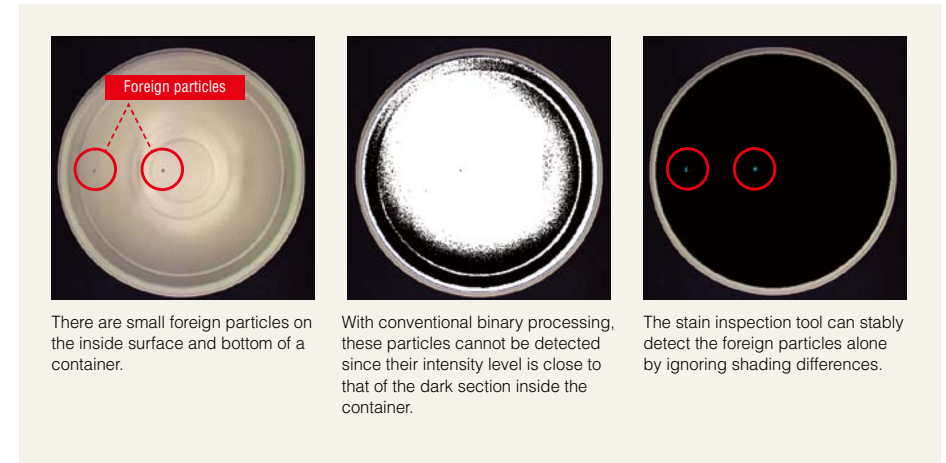 Foreign particles
There are small foreign particles on
the inside surface and bottom of a
container.
With conventional binary processing,
these particles cannot be detected
since their intensity level is close to
that of the dark section inside the
container.
The stain inspection tool can stably
detect the foreign particles alone
by ignoring shading differences.